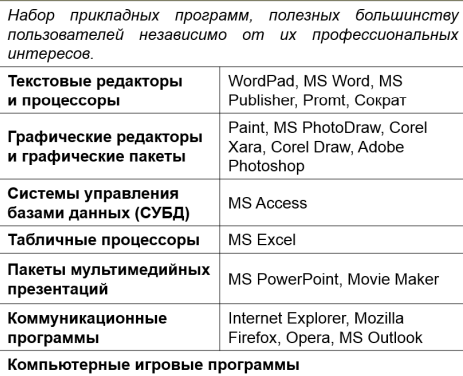 Набор прикладных программ, полезных большинству
пользователей независимо от их профессиональных
интересов.
Текстовые редакторы
и процессоры
WordPad, MS Word, MS
Publisher, Promt, Сократ
Графические редакторы
и графические пакеты
Paint, MS PhotoDraw, Corel
Xara, Corel Draw, Adobe
Photoshop
Системы управления
базами данных (СУБД)
MS Access
Табличные процессоры
MS Excel
Пакеты мультимедийных
презентаций
MS PowerPoint, Movie Maker
Коммуникационные
программы
Internet Explorer, Mozilla
Firefox, Opera, MS Outlook
Компьютерные игровые программы